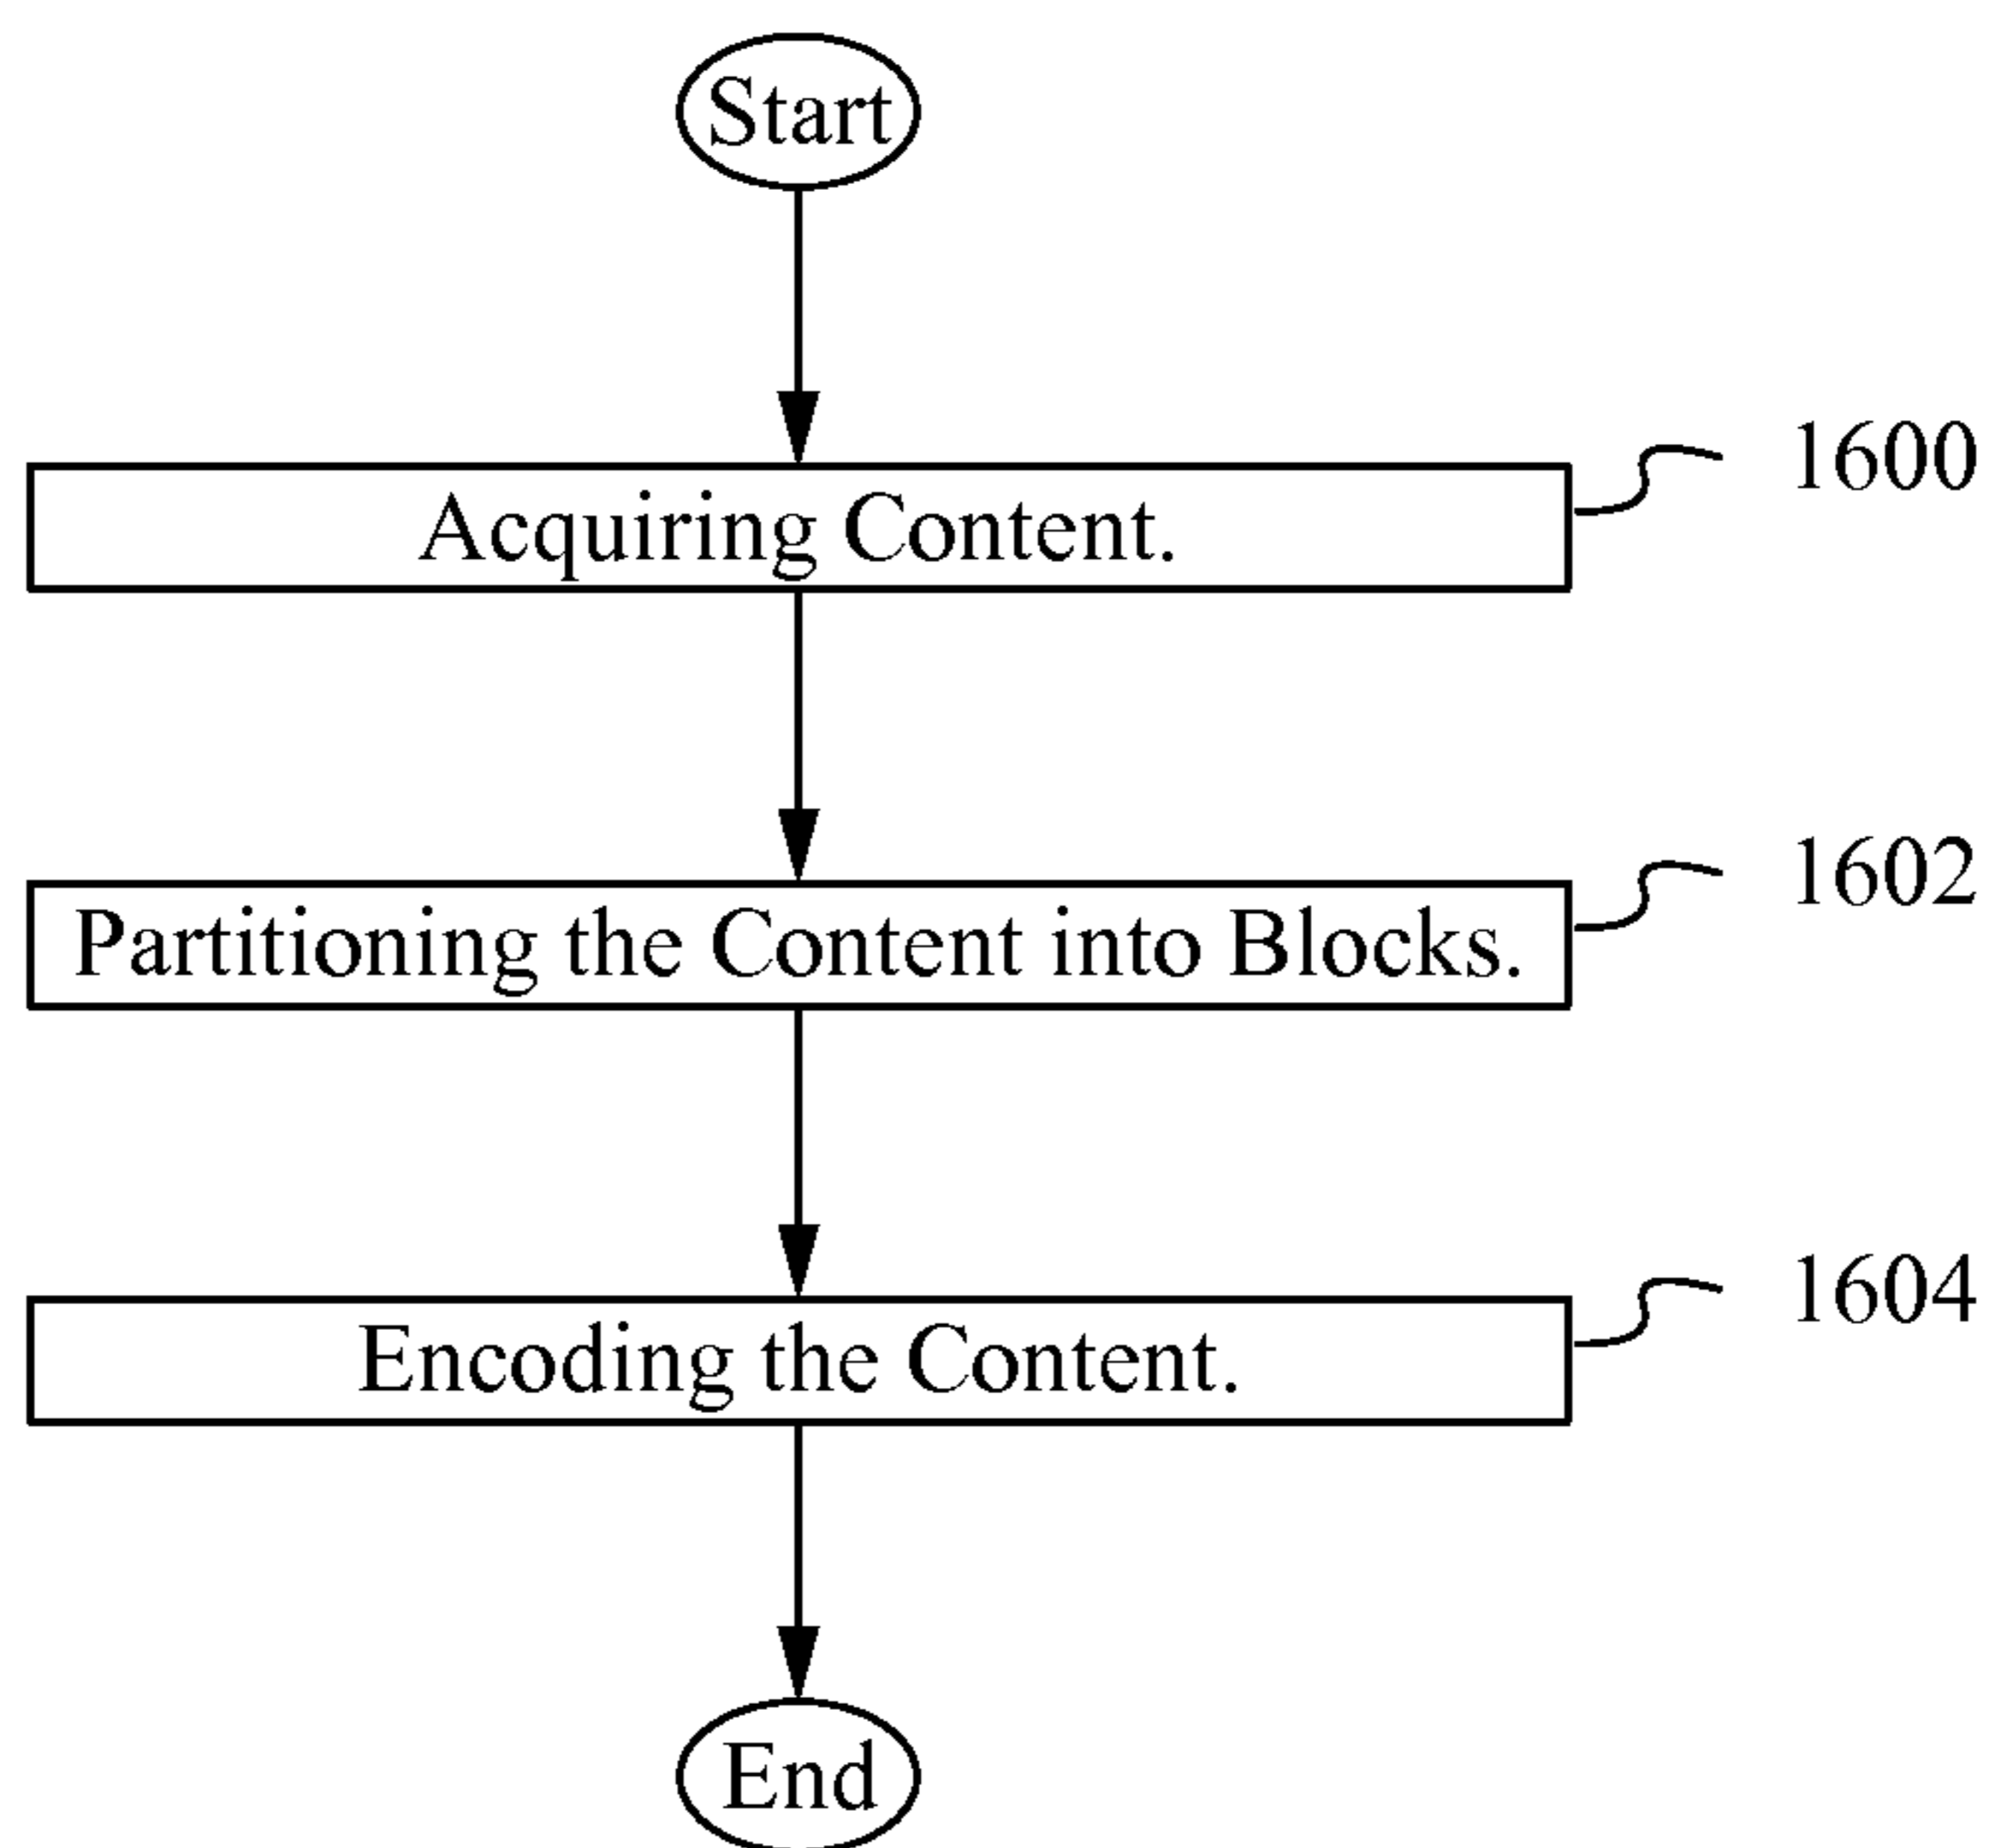 Start
1600
Acquiring Content.
1602
Partitioning the Content into Blocks.
1604
Encoding the Content.
End